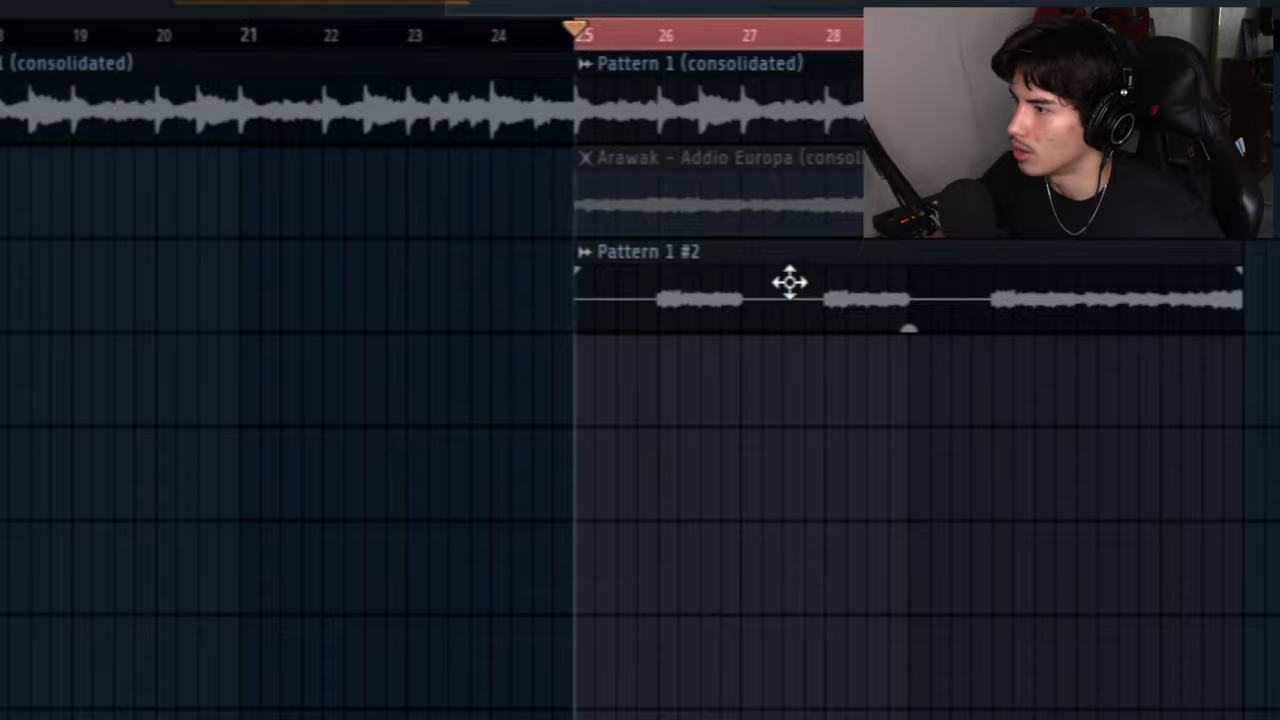 19 20 21 22 23 24 25 26 27 28
(consolidated)
Pattern 1 (consolidated)
Arawak - Addio Europa (consol
Pattern 1 #2